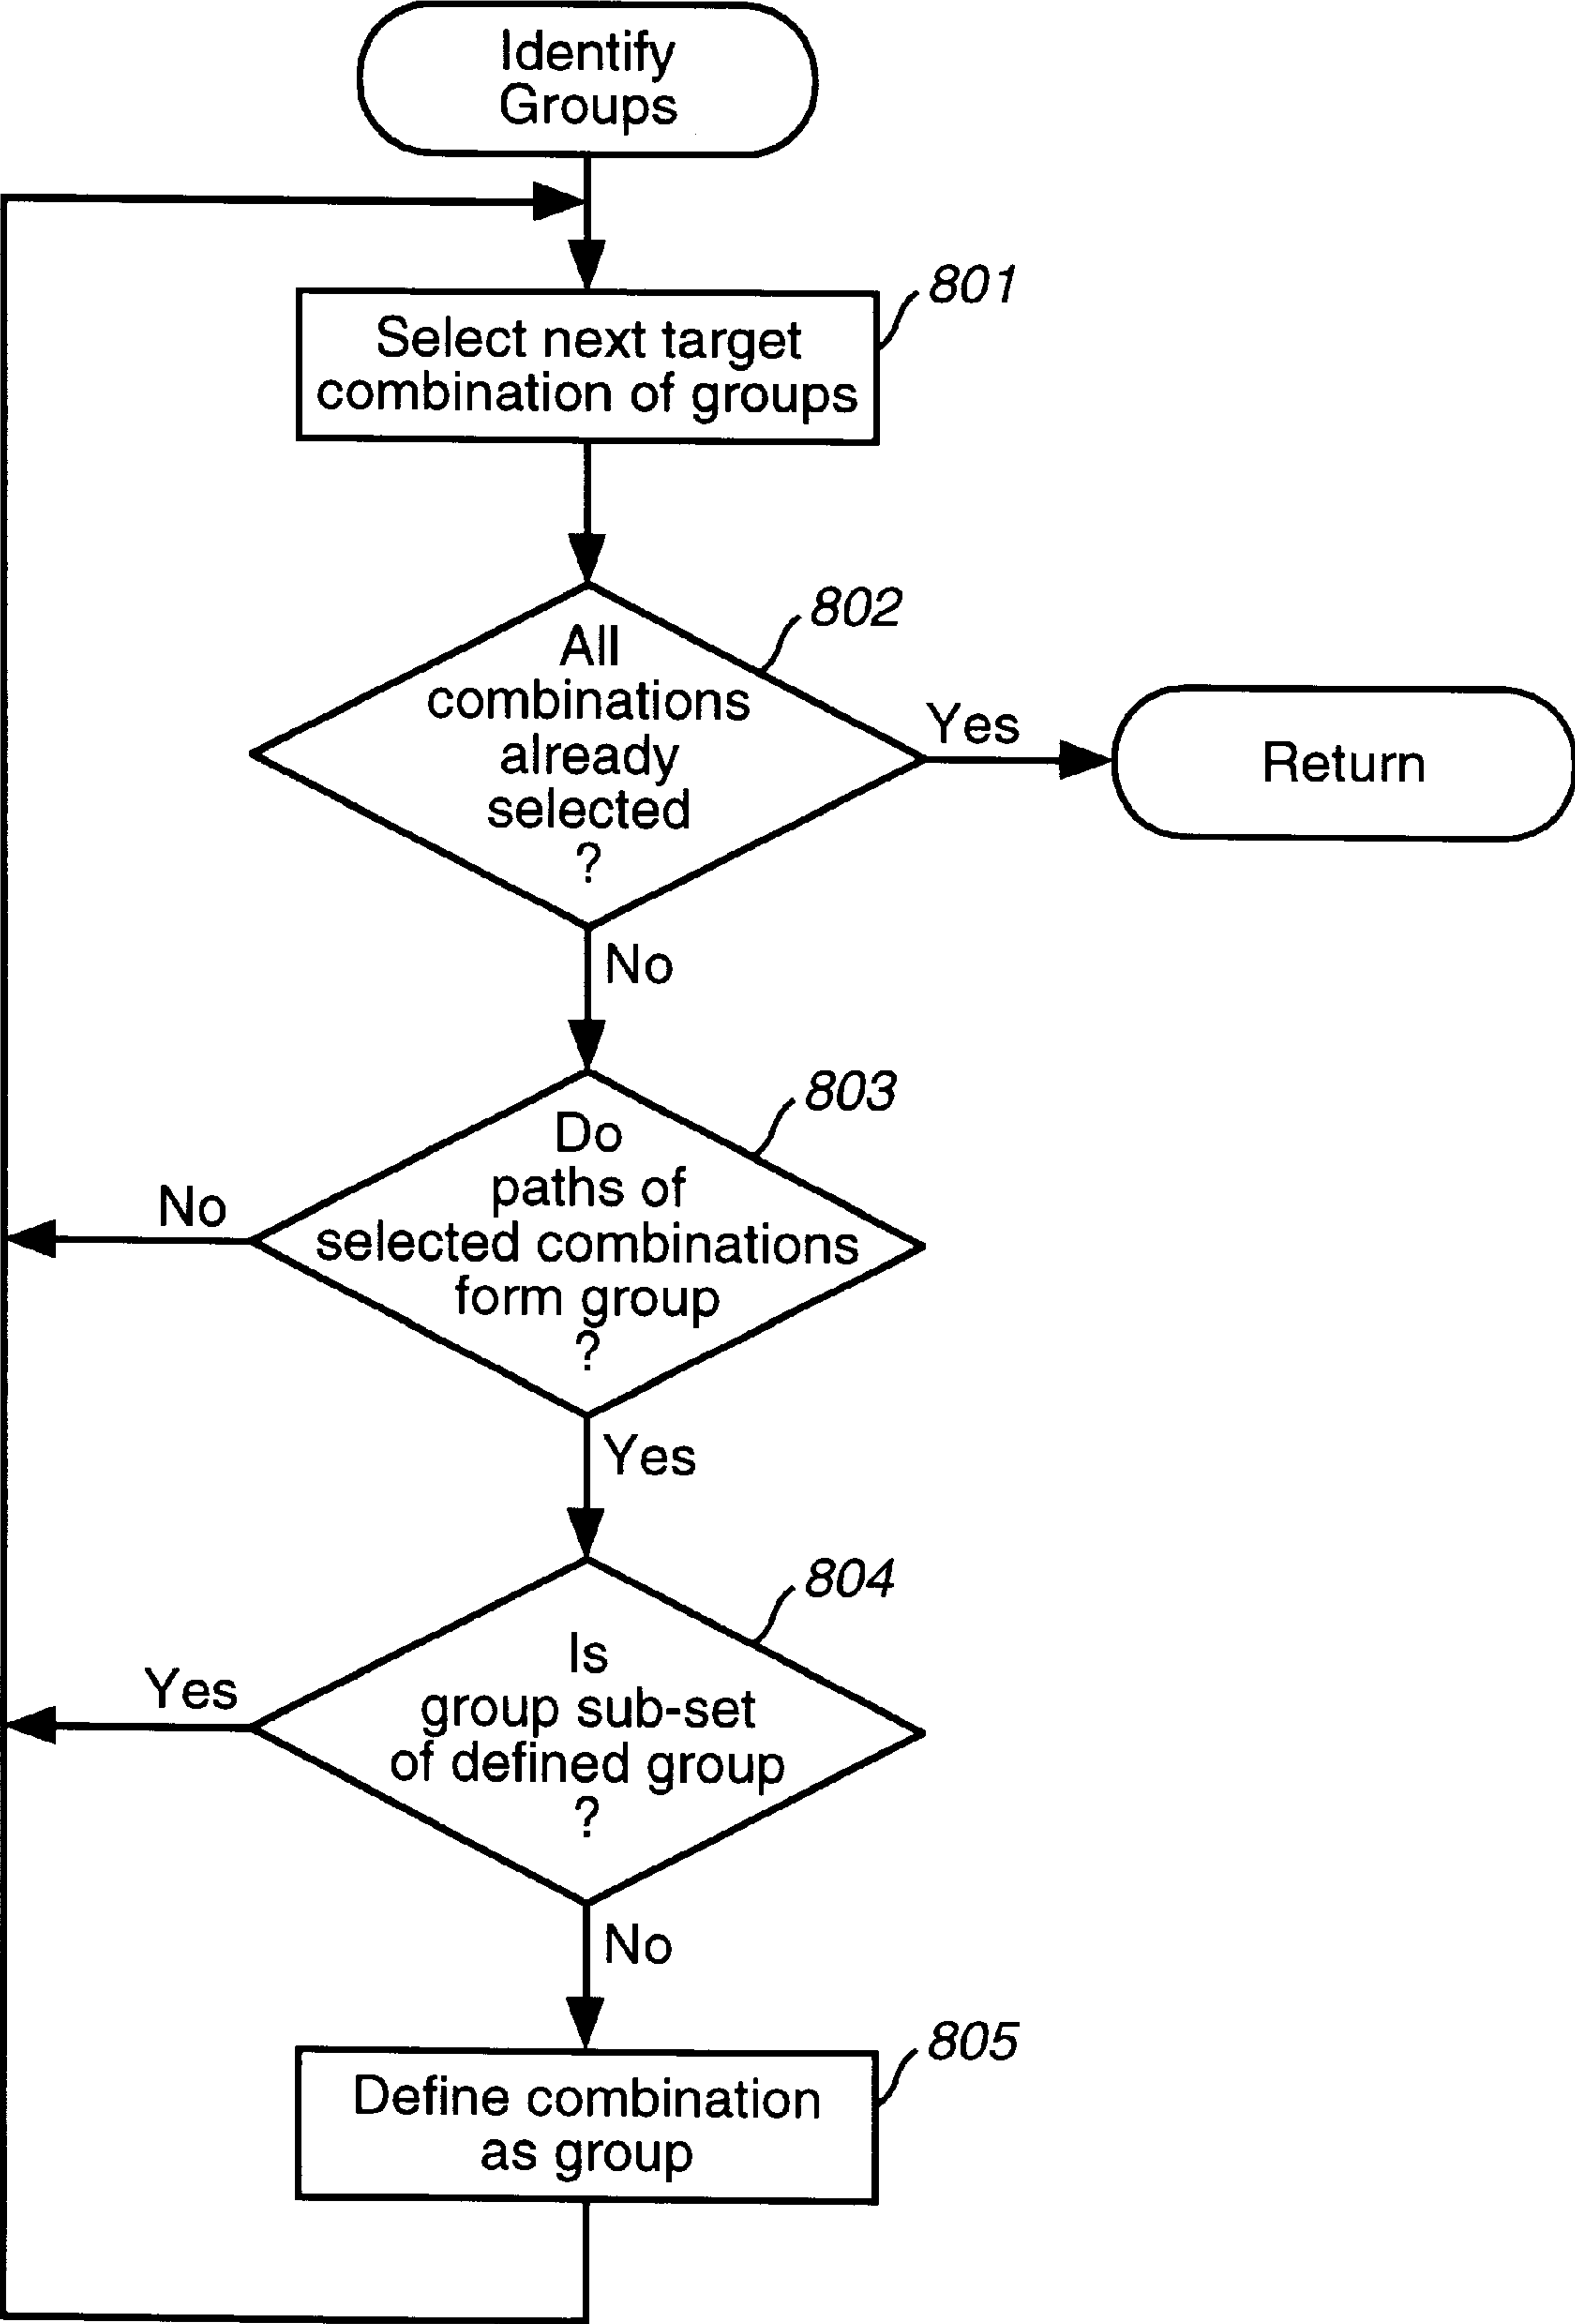 Identify
Groups
801
Select next target
combination of groups
802
All
combinations
already
selected
?
Yes
Return
No
803
Do
paths of
selected combinations
form group
?
No
Yes
804
Is
group sub-set
of defined group
?
Yes
No
805
Define combination
as group